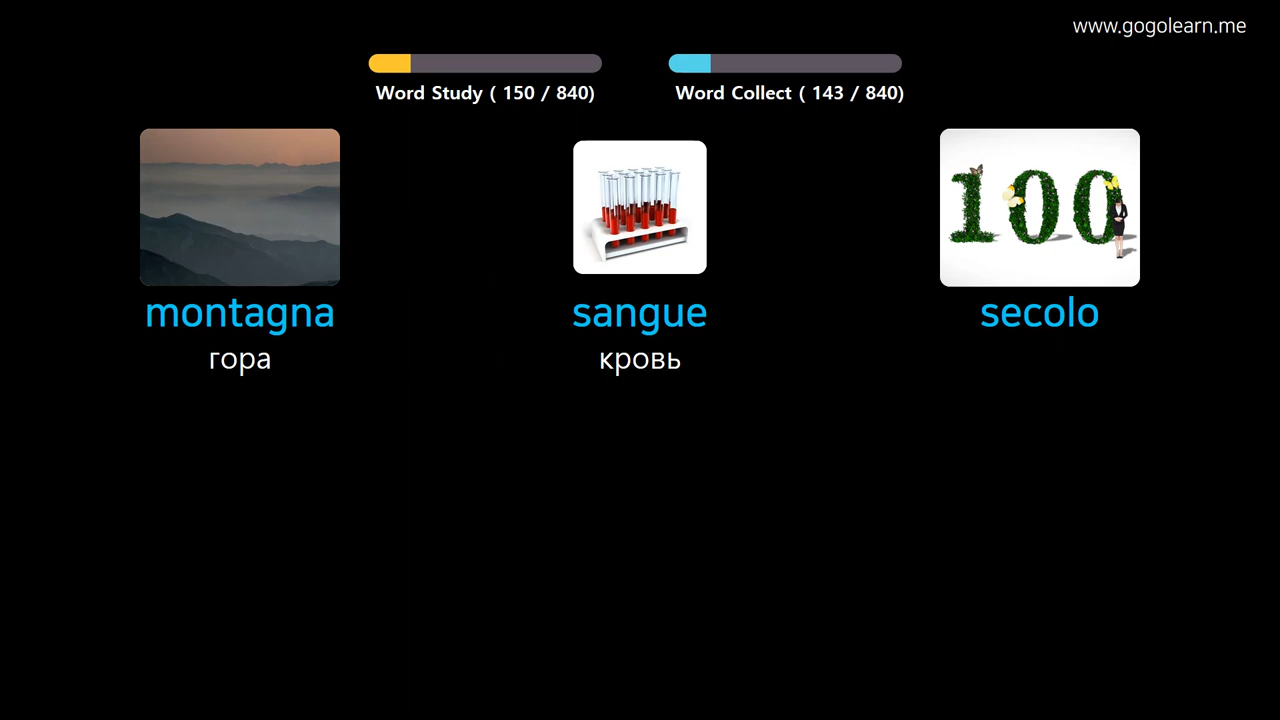 www.gogolearn.me
Word Study ( 150 / 840)
Word Collect ( 143 / 840)
100
montagna
sangue
secolo
гора
кровь